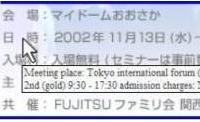 会 場：マイドームおおさか
日 時：2002年11月13日(水)~
入場　入場無料(セミナーは事前
主
Meeting place: Tokyo international forum (
2nd (gold) 9:30 - 17:30 admission charges:
共 催：FUJITSUファミリ会 関西